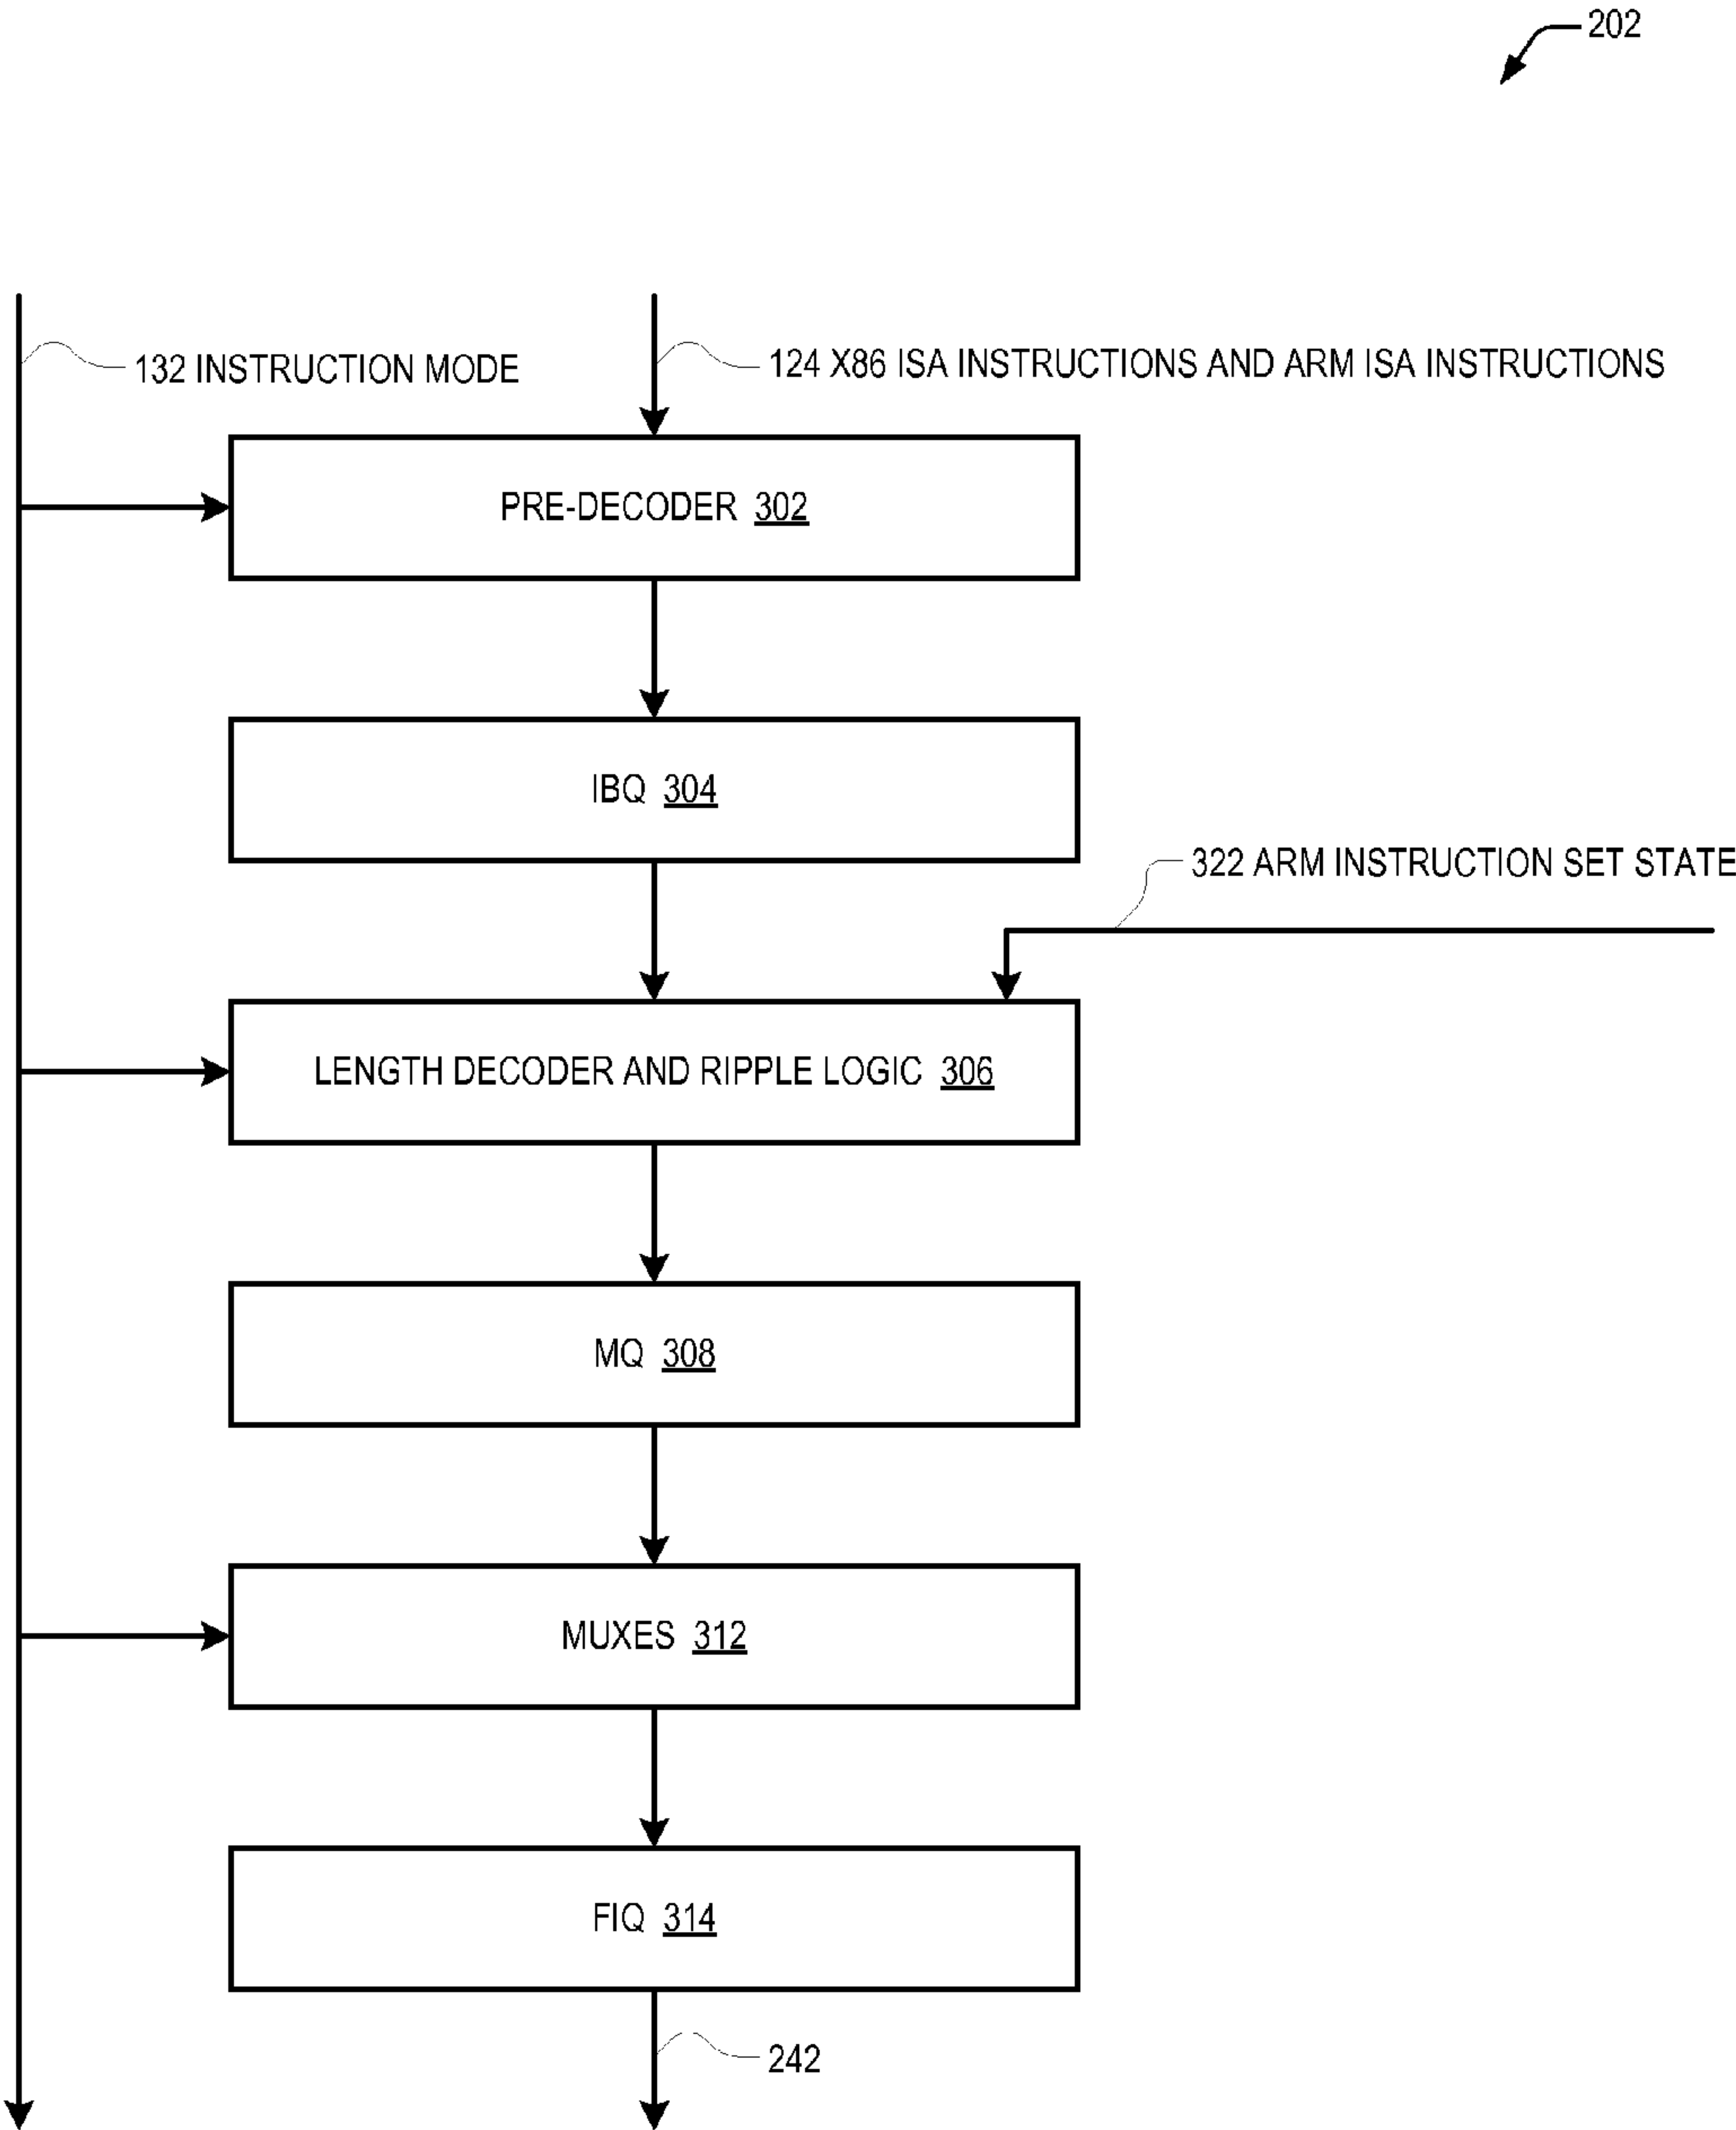 202
132 INSTRUCTION MODE
124 X86 ISA INSTRUCTIONS AND ARM ISA INSTRUCTIONS
PRE-DECODER 302
IBQ 304
322 ARM INSTRUCTION SET STATE
LENGTH DECODER AND RIPPLE LOGIC 306
MQ 308
MUXES 312
FIQ 314
242